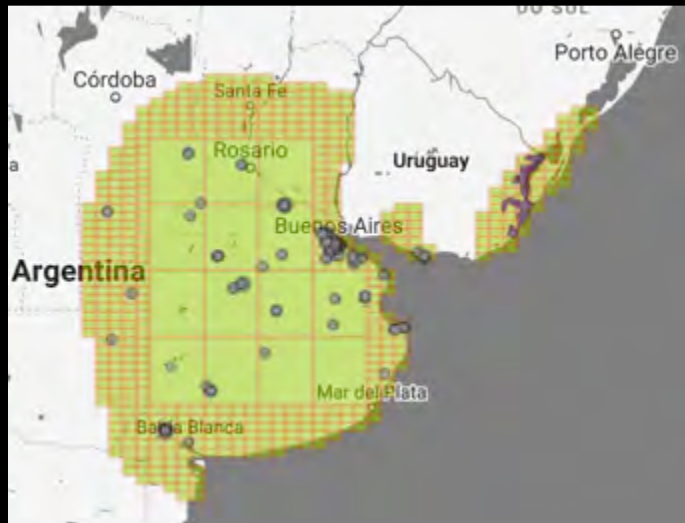 DO SUL
Porto Alegre
Córdoba
Santa Fe
Rosario
Uruguay
Buenos Aires
Argentina
Mar del Plata
Bahía Blanca